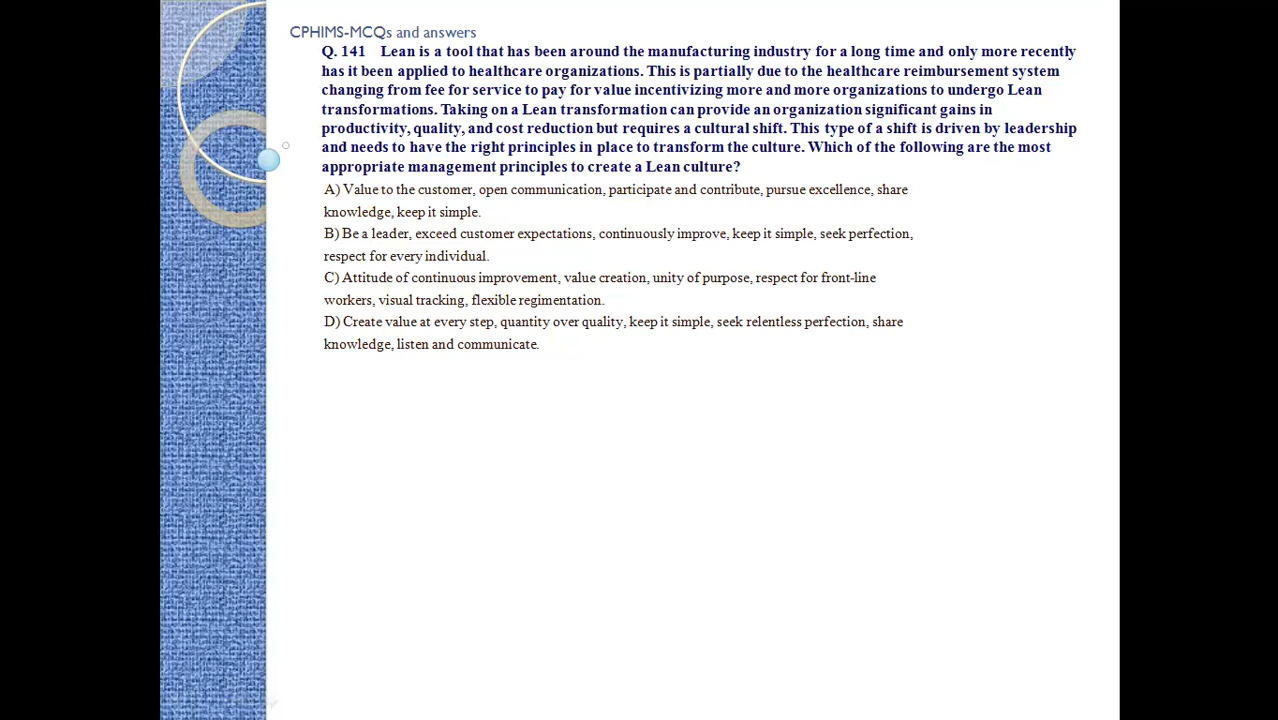 CPHIMS-MCQs and answers
Q. 141 Lean is a tool that has been around the manufacturing industry for a long time and only more recently
has it been applied to healthcare organizations. This is partially due to the healthcare reimbursement system
changing from fee for service to pay for value incentivizing more and more organizations to undergo Lean
transformations. Taking on a Lean transformation can provide an organization significant gains in
productivity, quality, and cost reduction but requires a cultural shift. This type of a shift is driven by leadership
and needs to have the right principles in place to transform the culture. Which of the following are the most
appropriate management principles to create a Lean culture?
A) Value to the customer, open communication, participate and contribute, pursue excellence, share
knowledge, keep it simple.
B) Be a leader, exceed customer expectations, continuously improve, keep it simple, seek perfection,
respect for every individual.
C) Attitude of continuous improvement, value creation, unity of purpose, respect for front-line
workers, visual tracking, flexible regimentation.
D) Create value at every step, quantity over quality, keep it simple, seek relentless perfection, share
knowledge, listen and communicate.